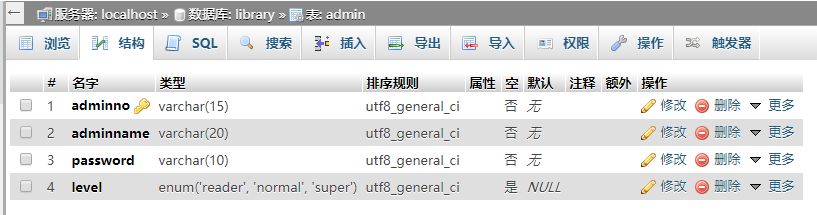 服务器: localhost » 数据库: library » 表: admin
浏览 结构 SQL 搜索 插入 导出 导入 权限 操作 触发器
# 名字 类型 排序规则 属性 空 默认 注释 额外 操作
1 adminno varchar(15) utf8_general_ci 否 无 修改 删除 更多
2 adminname varchar(20) utf8_general_ci 否 无 修改 删除 更多
3 password varchar(10) utf8_general_ci 否 无 修改 删除 更多
4 level enum('reader', 'normal', 'super') utf8_general_ci 是 NULL 修改 删除 更多